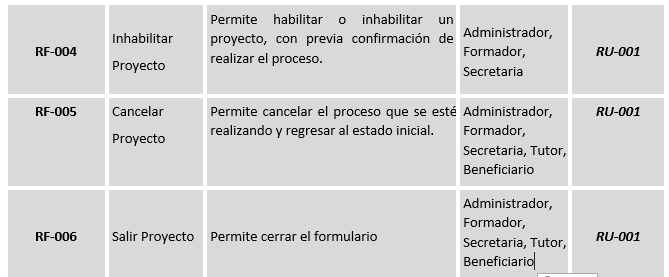 RF-004
Inhabilitar
Proyecto
Permite habilitar o inhabilitar un
proyecto, con previa confirmación de
realizar el proceso.
Administrador,
Formador,
Secretaria
RU-001
RF-005
Cancelar
Proyecto
Permite cancelar el proceso que se esté
realizando y regresar al estado inicial.
Administrador,
Formador,
Secretaria, Tutor,
Beneficiario
RU-001
RF-006
Salir Proyecto
Permite cerrar el formulario
Administrador,
Formador,
Secretaria, Tutor,
Beneficiario
RU-001